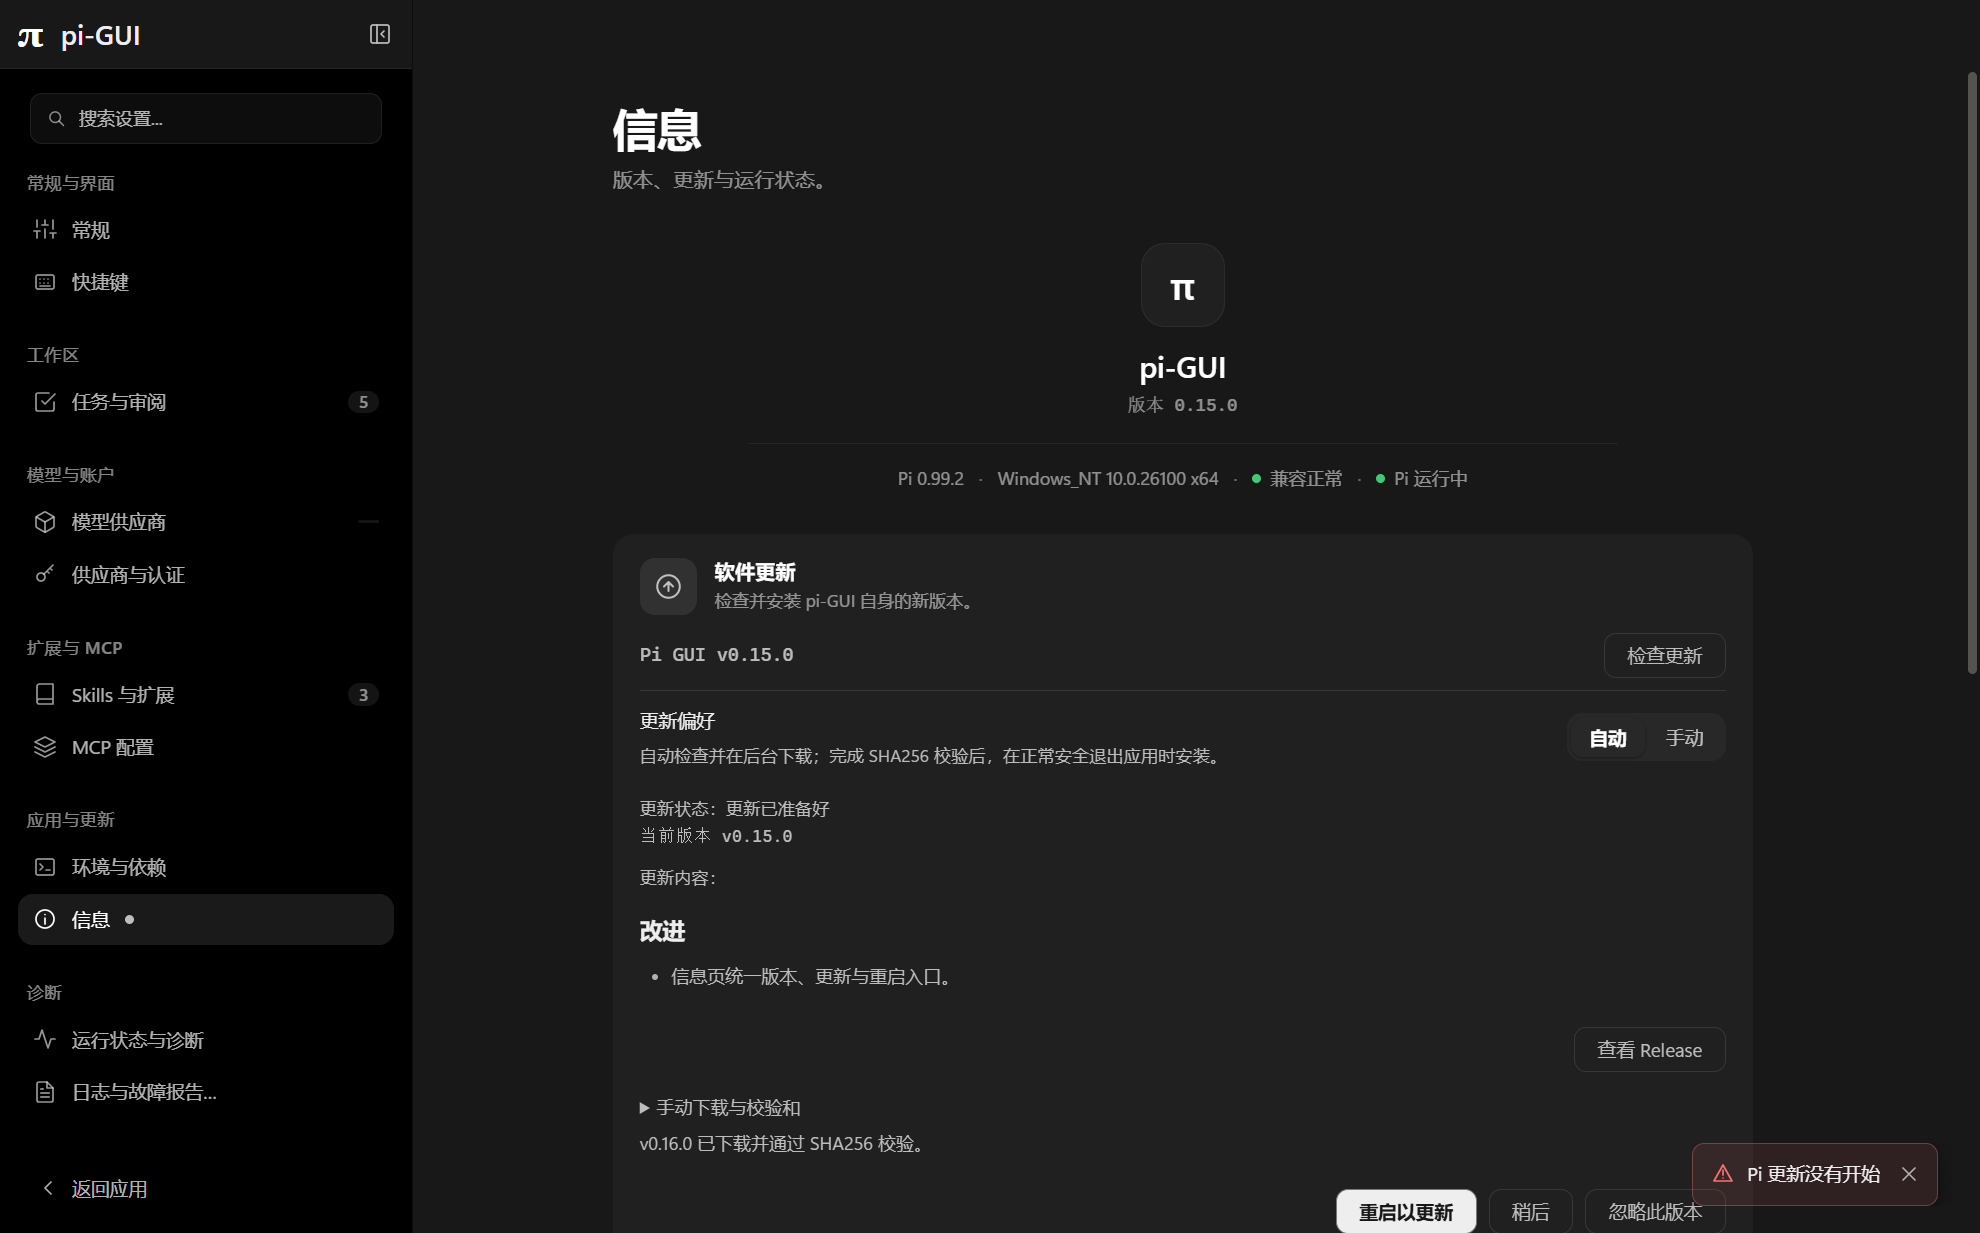 π pi-GUI
搜索设置...
常规与界面
常规
快捷键
工作区
任务与审阅 5
模型与账户
模型供应商
供应商与认证
扩展与 MCP
Skills 与扩展 3
MCP 配置
应用与更新
环境与依赖
信息
诊断
运行状态与诊断
日志与故障报告...
返回应用
信息
版本、更新与运行状态。
π
pi-GUI
版本 0.15.0
Pi 0.99.2 · Windows_NT 10.0.26100 x64 · 兼容正常 · Pi 运行中
软件更新
检查并安装 pi-GUI 自身的新版本。
Pi GUI v0.15.0
检查更新
更新偏好
自动检查并在后台下载；完成 SHA256 校验后，在正常安全退出应用时安装。
自动 手动
更新状态：更新已准备好
当前版本 v0.15.0
更新内容：
改进
• 信息页统一版本、更新与重启入口。
查看 Release
▶ 手动下载与校验和
v0.16.0 已下载并通过 SHA256 校验。
Pi 更新没有开始
重启以更新 稍后 忽略此版本